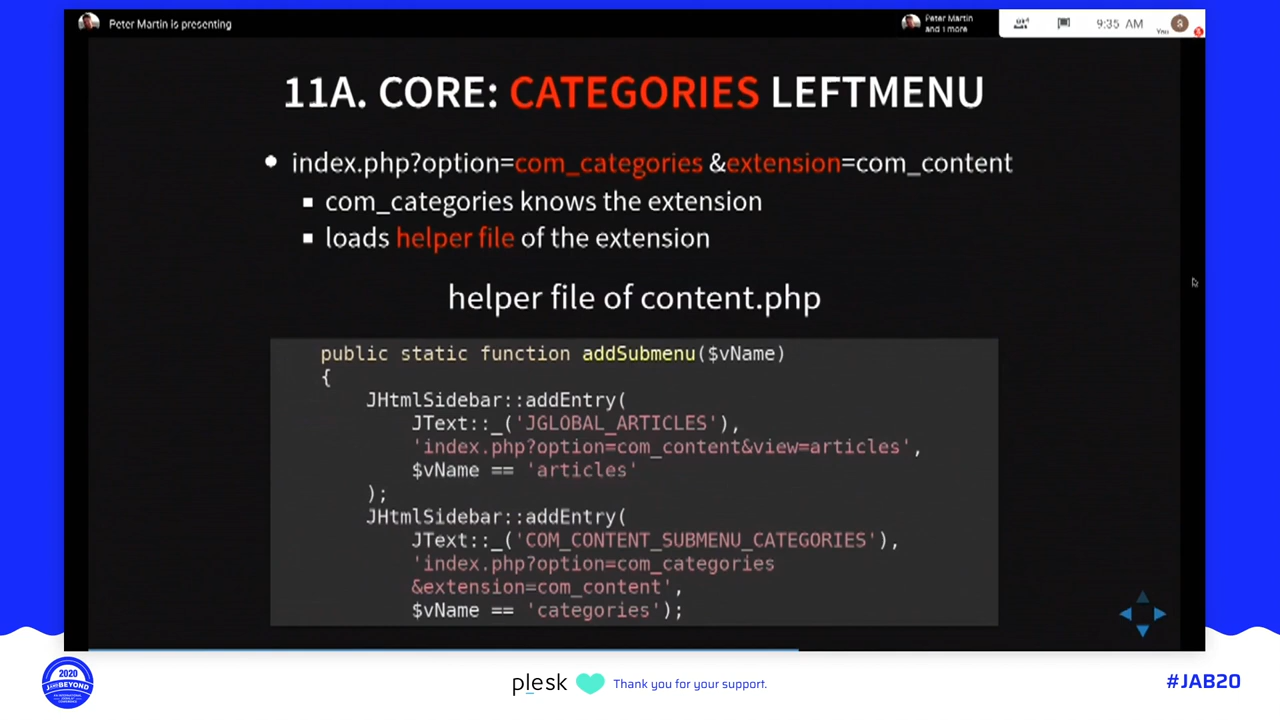 Peter Martin is presenting
Peter Martin
and 1 more
9:35 AM
You
S
11A. CORE: CATEGORIES LEFTMENU
index.php?option=com_categories &extension=com_content
com_categories knows the extension
loads helper file of the extension
helper file of content.php
public static function addSubmenu($vName)
{
JHtmlSidebar::addEntry(
JText::_('JGLOBAL_ARTICLES'),
'index.php?option=com_content&view=articles',
$vName == 'articles'
);
JHtmlSidebar::addEntry(
JText::_('COM_CONTENT_SUBMENU_CATEGORIES'),
'index.php?option=com_categories
&extension=com_content',
$vName == 'categories');
2020
JANDBEYOND
plesk
Thank you for your support.
#JAB20